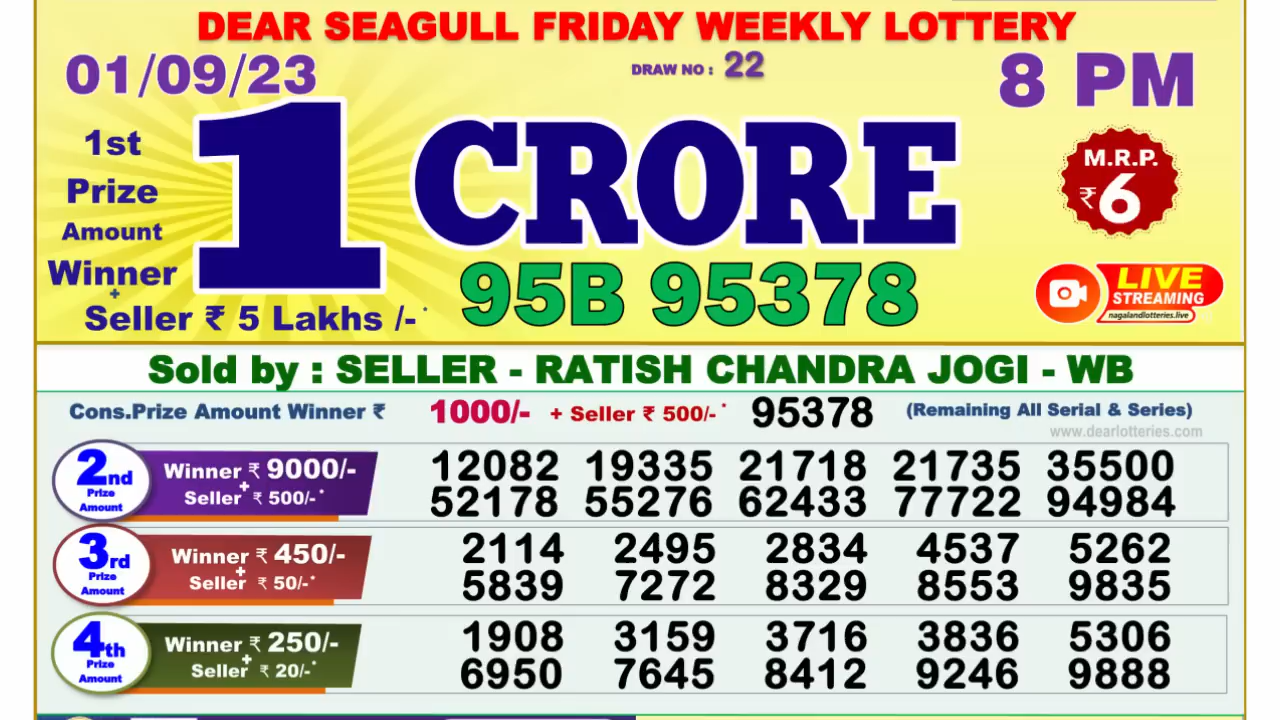 DEAR SEAGULL FRIDAY WEEKLY LOTTERY
01/09/23
DRAW NO : 22
8 PM
1st
Prize
Amount
Winner
+
Seller ₹ 5 Lakhs /-*
1 CRORE
95B 95378
M.R.P.
₹ 6
LIVE
STREAMING
nagalandlotteries.live
Sold by : SELLER - RATISH CHANDRA JOGI - WB
Cons.Prize Amount Winner ₹ 1000/- + Seller ₹ 500/-* 95378 (Remaining All Serial & Series)
www.dearlotteries.com
2nd
Prize
Amount
Winner ₹ 9000/-
+
Seller ₹ 500/-*
12082 19335 21718 21735 35500
52178 55276 62433 77722 94984
3rd
Prize
Amount
Winner ₹ 450/-
+
Seller ₹ 50/-*
2114 2495 2834 4537 5262
5839 7272 8329 8553 9835
4th
Prize
Amount
Winner ₹ 250/-
+
Seller ₹ 20/-*
1908 3159 3716 3836 5306
6950 7645 8412 9246 9888